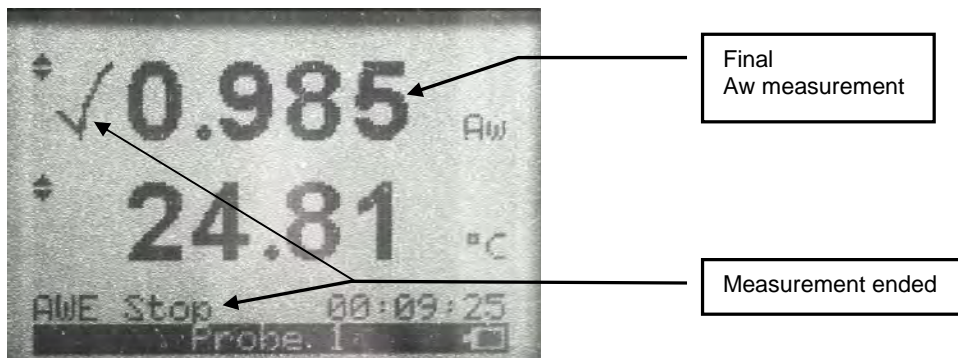 0.985 Aw
24.81 °C
AWE Stop 00:09:25
Probe 1
Final
Aw measurement
Measurement ended